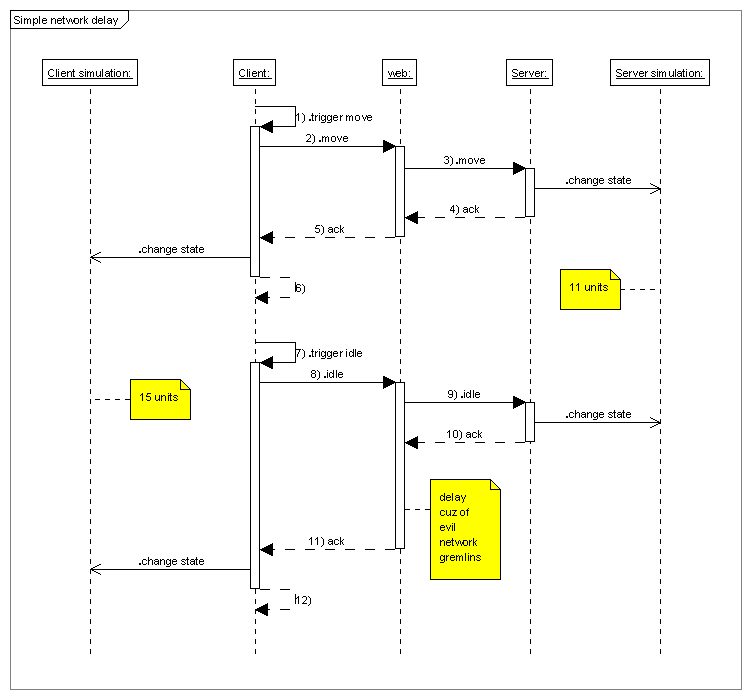 Simple network delay
Client simulation:
Client:
web:
Server:
Server simulation:
1) .trigger move
2) .move
3) .move
.change state
4) ack
5) ack
.change state
6)
11 units
7) .trigger idle
8) .idle
15 units
9) .idle
.change state
10) ack
delay
cuz of
evil
network
gremlins
11) ack
.change state
12)